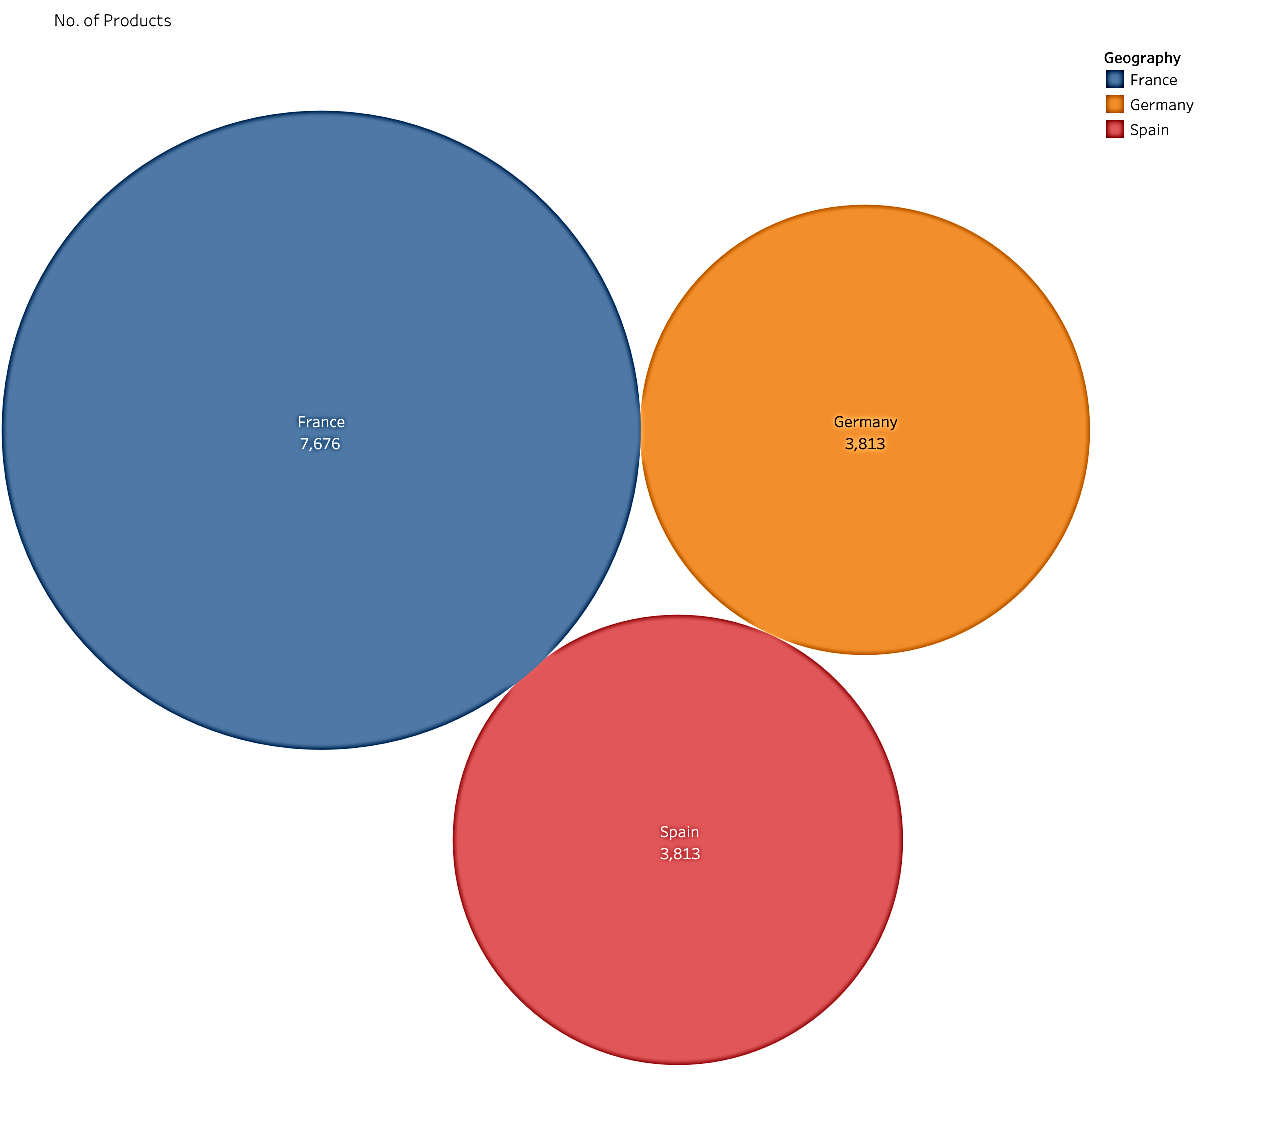 No. of Products
Geography
France
Germany
Spain
France
7,676
Germany
3,813
Spain
3,813